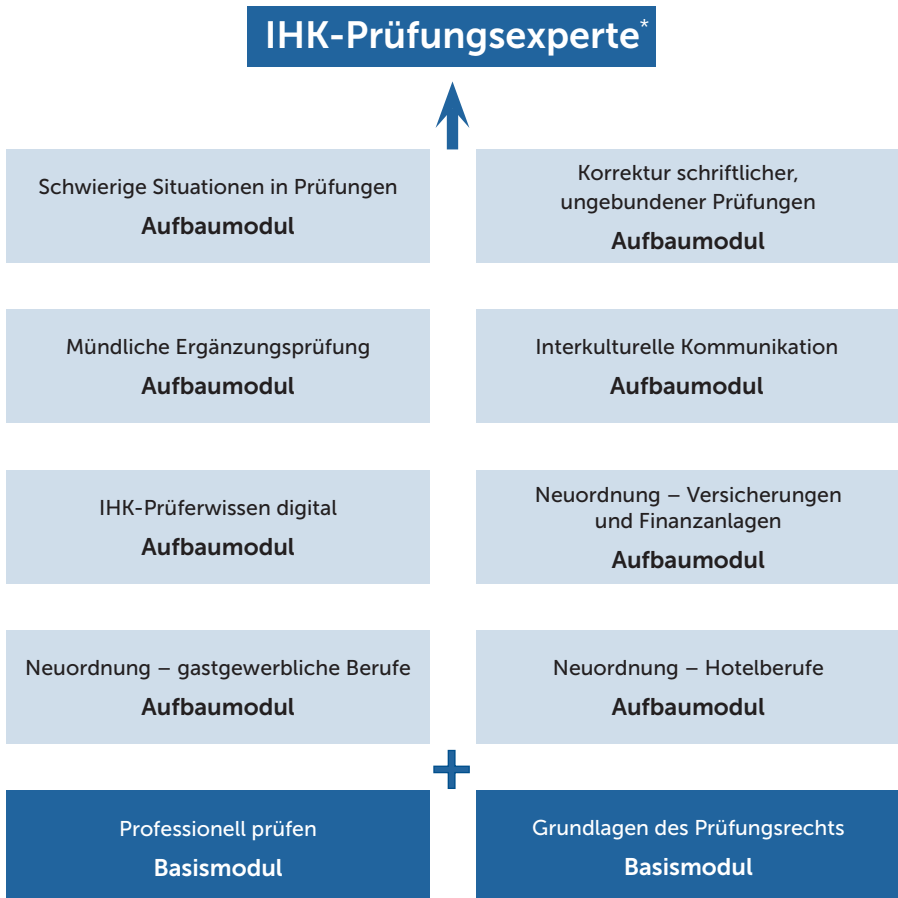 IHK-Prüfungsexperte*
Schwierige Situationen in Prüfungen
Aufbaumodul
Korrektur schriftlicher,
ungebundener Prüfungen
Aufbaumodul
Mündliche Ergänzungsprüfung
Aufbaumodul
Interkulturelle Kommunikation
Aufbaumodul
IHK-Prüferwissen digital
Aufbaumodul
Neuordnung – Versicherungen
und Finanzanlagen
Aufbaumodul
Neuordnung – gastgewerbliche Berufe
Aufbaumodul
Neuordnung – Hotelberufe
Aufbaumodul
+
Professionell prüfen
Basismodul
Grundlagen des Prüfungsrechts
Basismodul